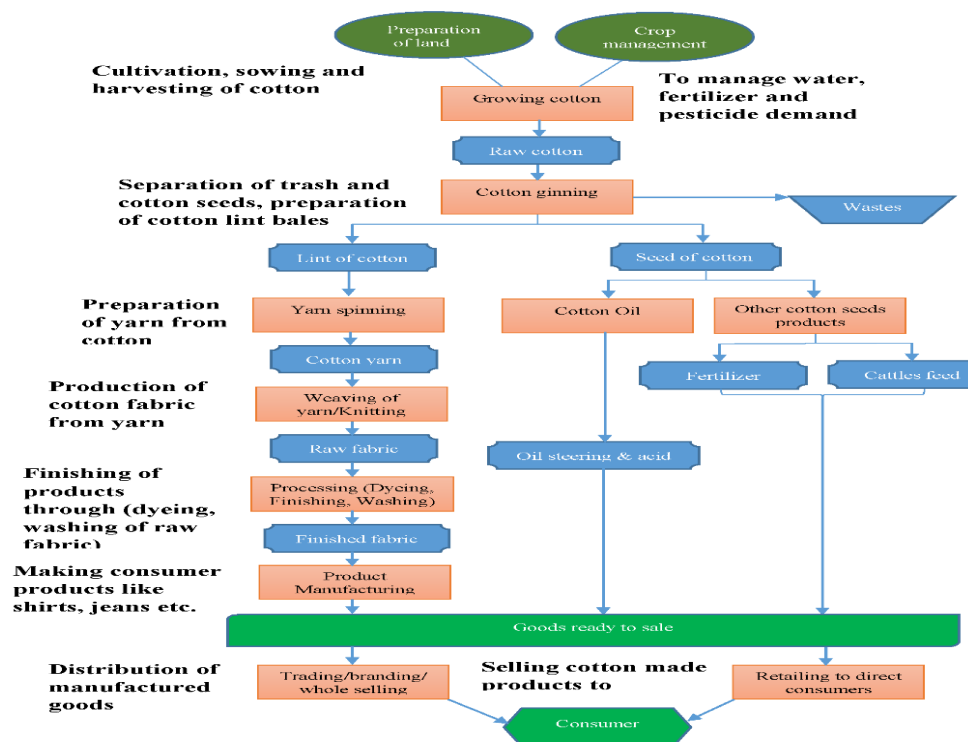 Preparation
of land
Crop
management
Cultivation, sowing and
harvesting of cotton
To manage water,
fertilizer and
pesticide demand
Growing cotton
Raw cotton
Separation of trash and
cotton seeds, preparation
of cotton lint bales
Cotton ginning
Wastes
Lint of cotton
Seed of cotton
Preparation
of yarn from
cotton
Yarn spinning
Cotton Oil
Other cotton seeds
products
Cotton yarn
Fertilizer
Cattles feed
Production of
cotton fabric
from yarn
Weaving of
yarn/Knitting
Raw fabric
Oil steering & acid
Finishing of
products
through (dyeing,
washing of raw
fabric)
Processing (Dyeing,
Finishing, Washing)
Finished fabric
Making consumer
products like
shirts, jeans etc.
Product
Manufacturing
Goods ready to sale
Distribution of
manufactured
goods
Trading/branding/
whole selling
Selling cotton made
products to
Retailing to direct
consumers
Consumer